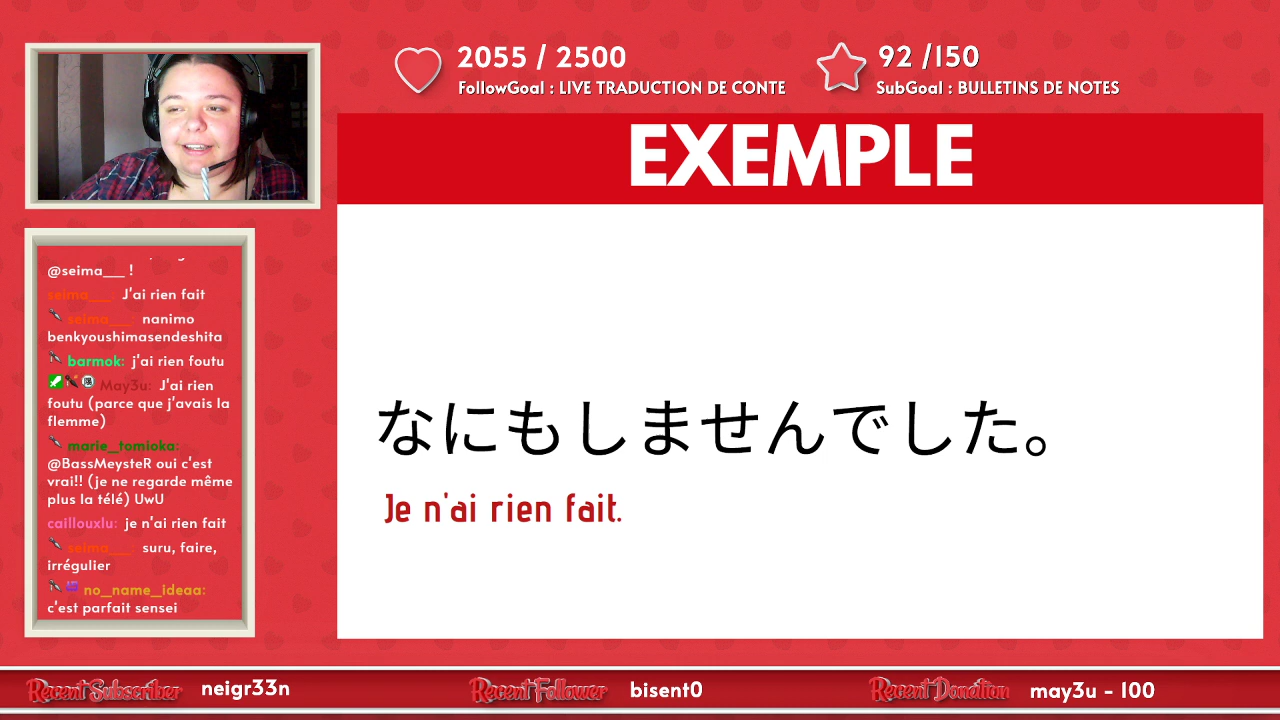 2055 / 2500
FollowGoal : LIVE TRADUCTION DE CONTE
92 /150
SubGoal : BULLETINS DE NOTES
EXEMPLE
@seima___ !
seima___: J'ai rien fait
seima___: nanimo
benkyoushimasendeshita
barmok: j'ai rien foutu
May3u: J'ai rien
foutu (parce que j'avais la
flemme)
marie_tomioka:
@BassMeysteR oui c'est
vrai!! (je ne regarde même
plus la télé) UwU
caillouxlu: je n'ai rien fait
seima___: suru, faire,
irrégulier
no_name_ideaa:
c'est parfait sensei
なにもしませんでした。
Je n'ai rien fait.
Recent Subscriber neigr33n
Recent Follower bisent0
Recent Donation may3u - 100